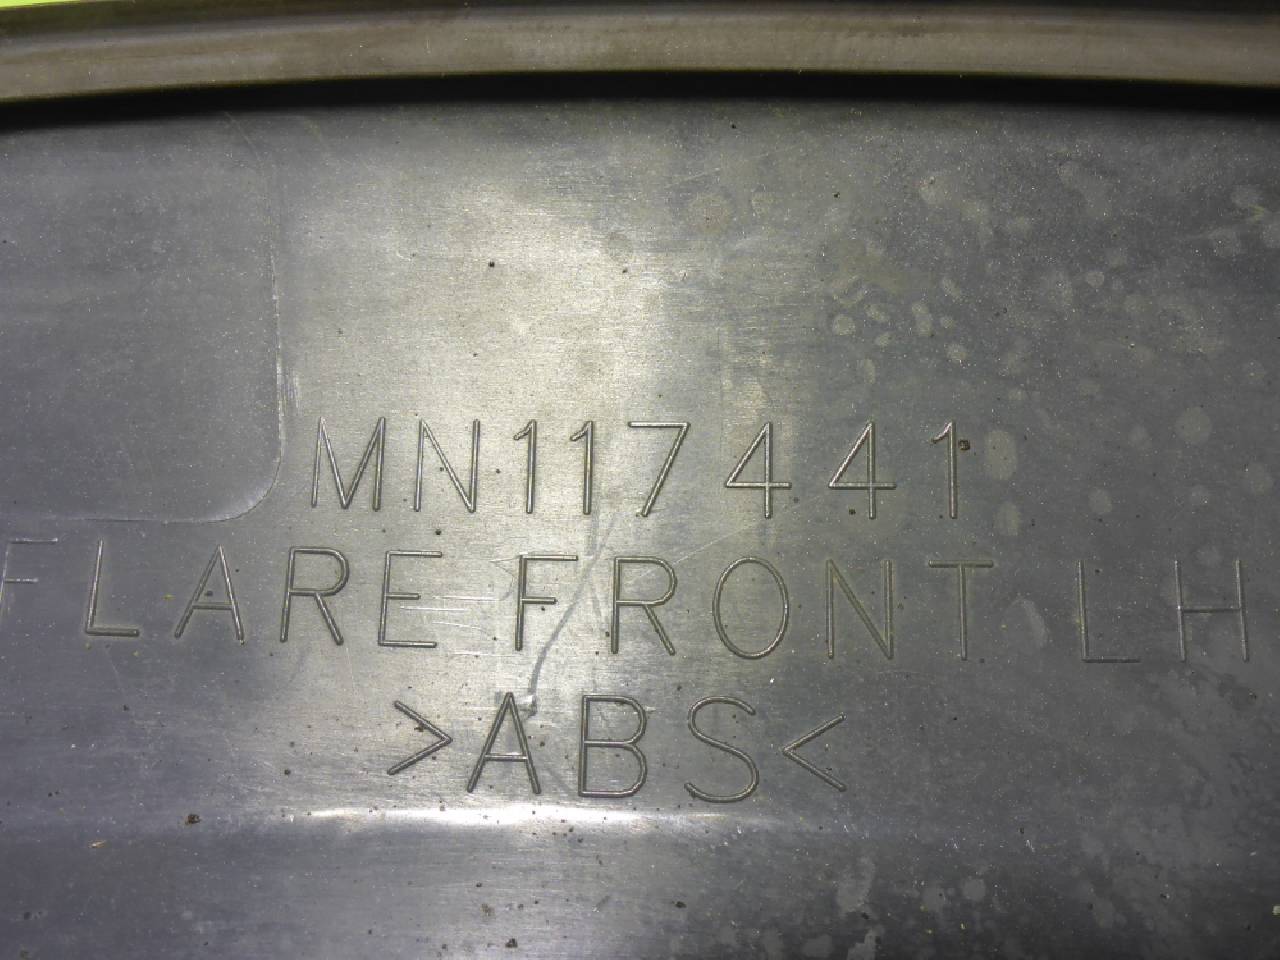 MN117441
FLARE FRONT LH
>ABS<